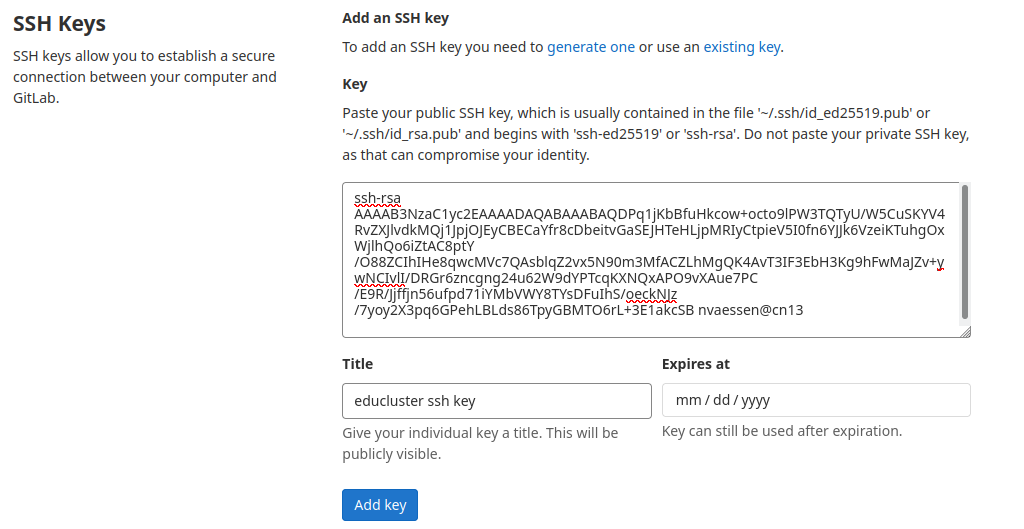 SSH Keys
SSH keys allow you to establish a secure
connection between your computer and
GitLab.
Add an SSH key
To add an SSH key you need to generate one or use an existing key.
Key
Paste your public SSH key, which is usually contained in the file '~/.ssh/id_ed25519.pub' or
'~/.ssh/id_rsa.pub' and begins with 'ssh-ed25519' or 'ssh-rsa'. Do not paste your private SSH key,
as that can compromise your identity.
ssh-rsa
AAAAB3NzaC1yc2EAAAADAQABAAABAQDPq1jKbBfuHkcow+octo9lPW3TQTyU/W5CuSKYV4
RvZXJlvdkMQj1JpjOJEyCBECaYfr8cDbeitvGaSEJHTeHLjpMRIyCtpieV5I0fn6YJJk6VzeiKTuhgOx
WjlhQo6iZtAC8ptY
/O88ZCIhIHe8qwcMVc7QAsblqZ2vx5N90m3MfACZLhMgQK4AvT3IF3EbH3Kg9hFwMaJZv+y
wNCIvlI/DRGr6zncgng24u62W9dYPTcqKXNQxAPO9vXAue7PC
/E9R/Jjffjn56ufpd71iYMbVWY8TYsDFuIhS/oeckNJz
/7yoy2X3pq6GPehLBLds86TpyGBMTO6rL+3E1akcSB nvaessen@cn13
Title
Expires at
educluster ssh key
mm / dd / yyyy
Give your individual key a title. This will be
publicly visible.
Key can still be used after expiration.
Add key